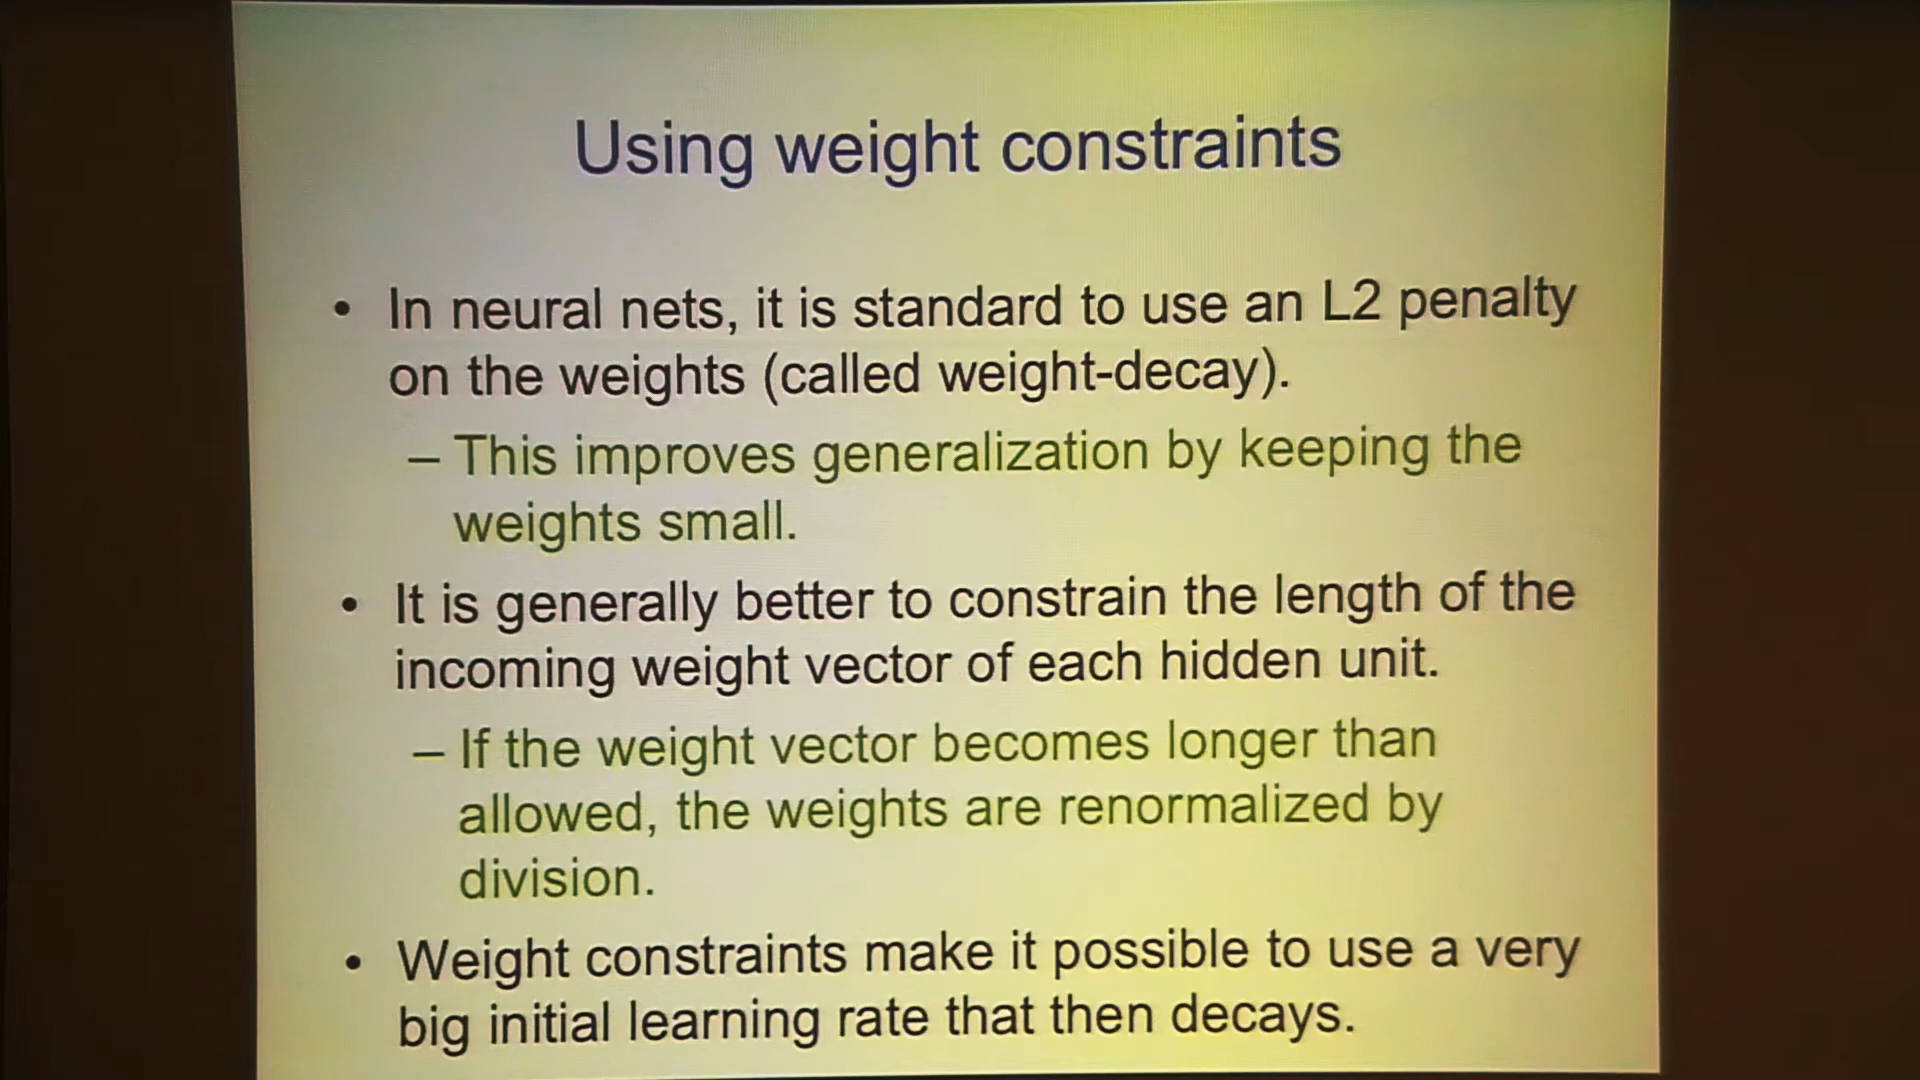 Using weight constraints
• In neural nets, it is standard to use an L2 penalty
on the weights (called weight-decay).
– This improves generalization by keeping the
weights small.
• It is generally better to constrain the length of the
incoming weight vector of each hidden unit.
– If the weight vector becomes longer than
allowed, the weights are renormalized by
division.
• Weight constraints make it possible to use a very
big initial learning rate that then decays.